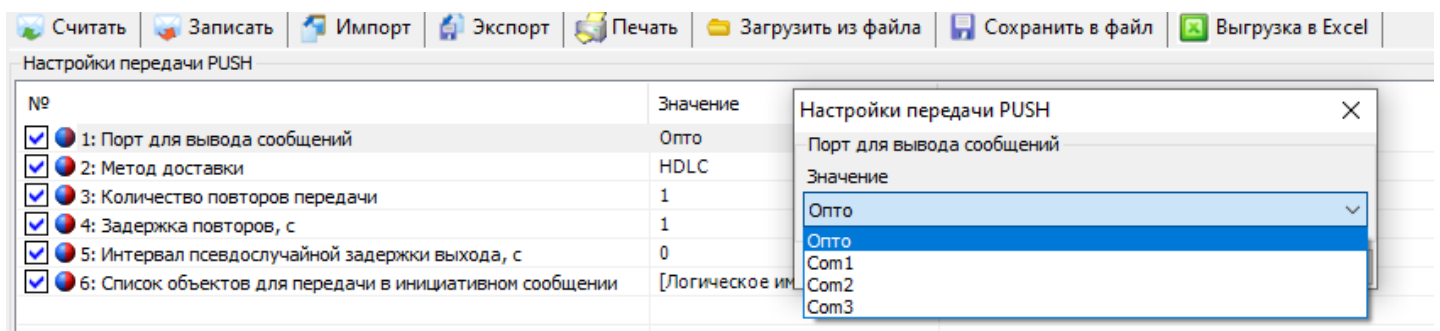 Считать Записать Импорт Экспорт Печать Загрузить из файла Сохранить в файл Выгрузка в Excel
Настройки передачи PUSH
№ Значение
1: Порт для вывода сообщений Опто
2: Метод доставки HDLC
3: Количество повторов передачи 1
4: Задержка повторов, с 1
5: Интервал псевдослучайной задержки выхода, с 0
6: Список объектов для передачи в инициативном сообщении [Логическое им
Настройки передачи PUSH
Порт для вывода сообщений
Значение
Опто
Опто
Com1
Com2
Com3